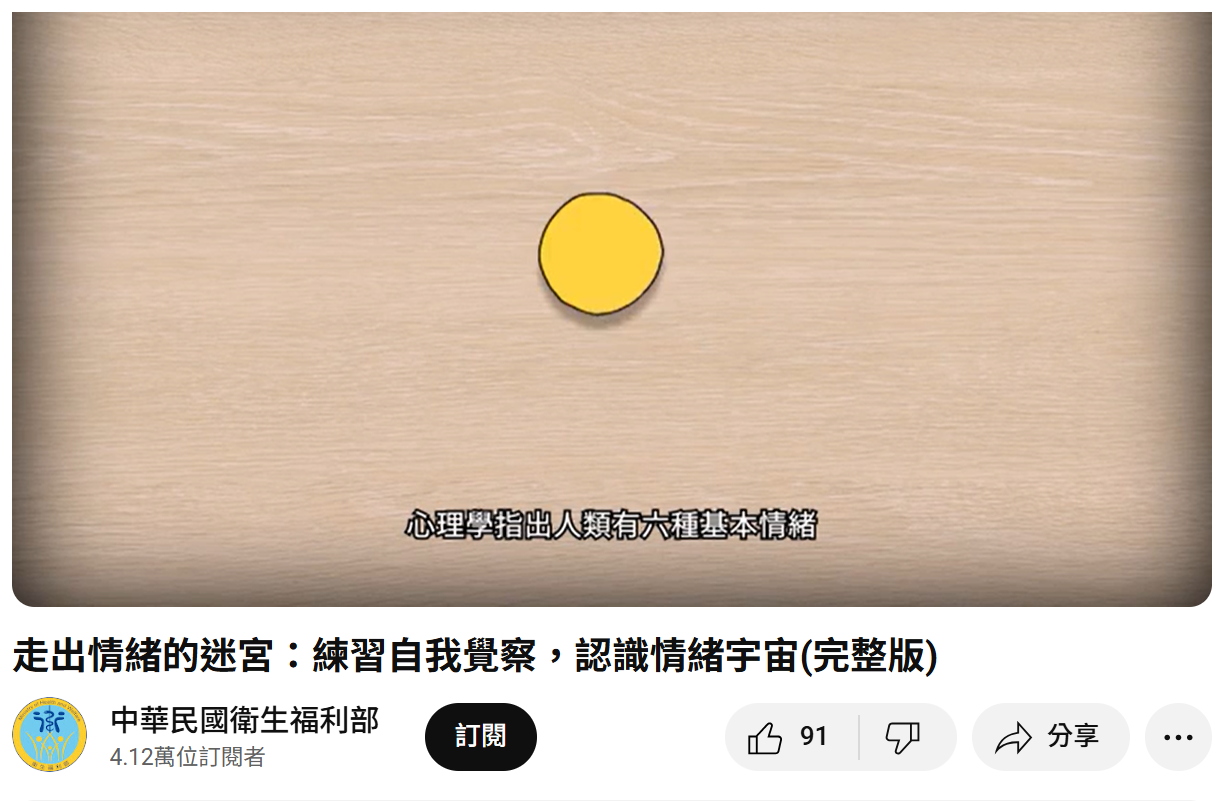 心理學指出人類有六種基本情緒
走出情緒的迷宮：練習自我覺察，認識情緒宇宙(完整版)
中華民國衛生福利部
4.12萬位訂閱者
訂閱
91
分享